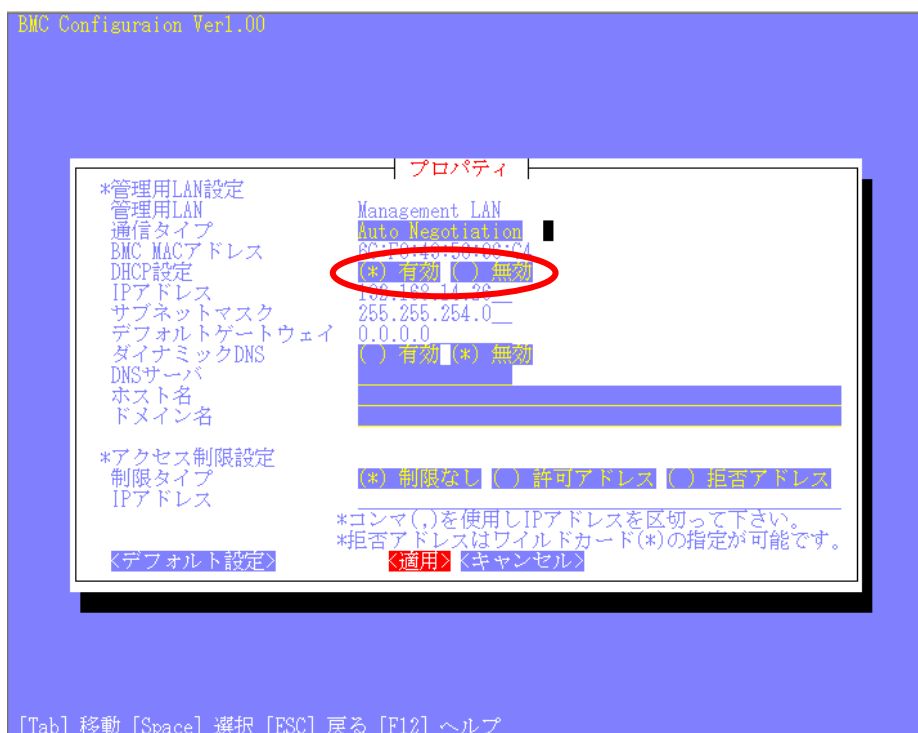 BMC Configuraion Ver1.00
プロパティ
*管理用LAN設定
管理用LAN Management LAN
通信タイプ Auto Negotiation
BMC MACアドレス
DHCP設定 (*) 有効 ( ) 無効
IPアドレス 192.168.14.26__
サブネットマスク 255.255.254.0__
デフォルトゲートウェイ 0.0.0.0
ダイナミックDNS ( ) 有効 (*) 無効
DNSサーバ
ホスト名
ドメイン名
*アクセス制限設定
制限タイプ (*) 制限なし ( ) 許可アドレス ( ) 拒否アドレス
IPアドレス
*コンマ(,)を使用しIPアドレスを区切って下さい。
*拒否アドレスはワイルドカード(*)の指定が可能です。
<デフォルト設定> <適用> <キャンセル>
[Tab] 移動 [Space] 選択 [ESC] 戻る [F12] ヘルプ